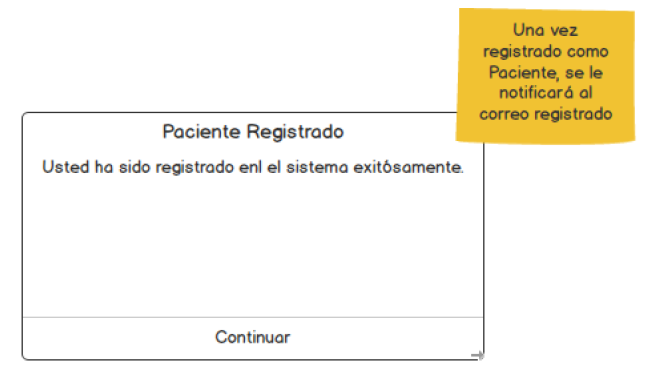 Una vez
registrado como
Paciente, se le
notificará al
correo registrado
Paciente Registrado
Usted ha sido registrado enl el sistema exitósamente.
Continuar